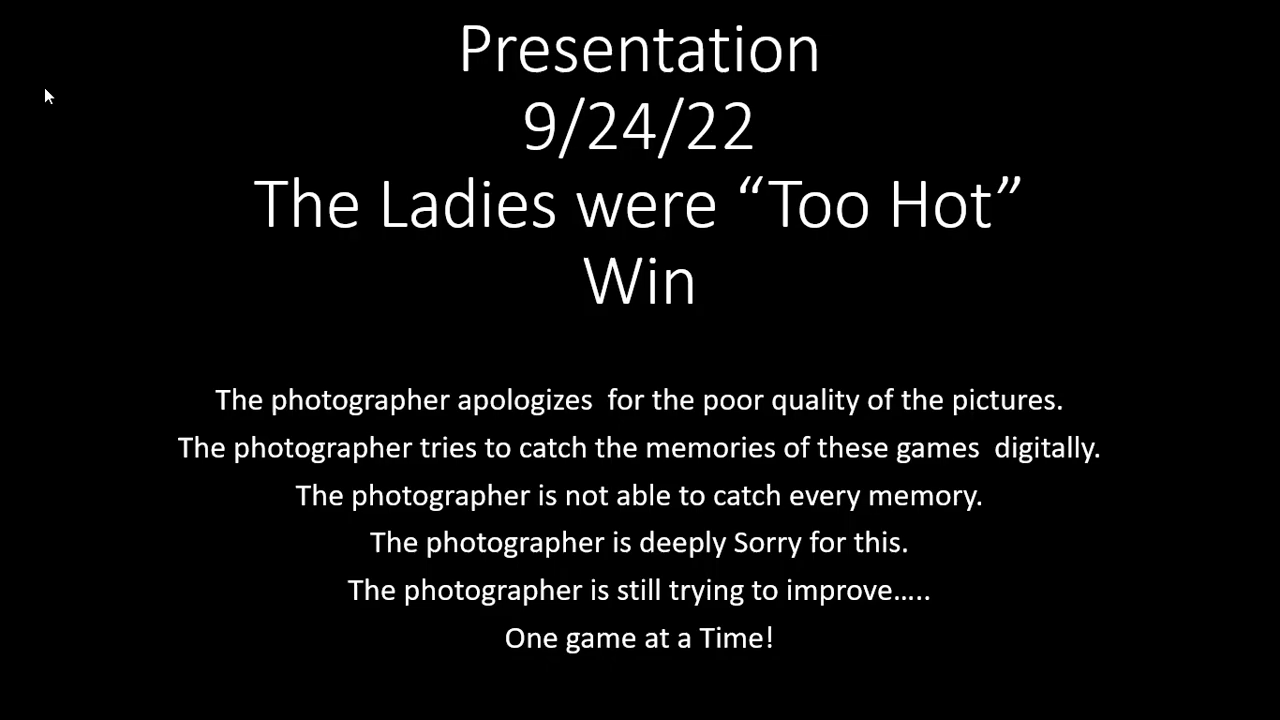 Presentation
9/24/22
The Ladies were “Too Hot”
Win
The photographer apologizes  for the poor quality of the pictures.
The photographer tries to catch the memories of these games  digitally.
The photographer is not able to catch every memory.
The photographer is deeply Sorry for this.
The photographer is still trying to improve…..
One game at a Time!